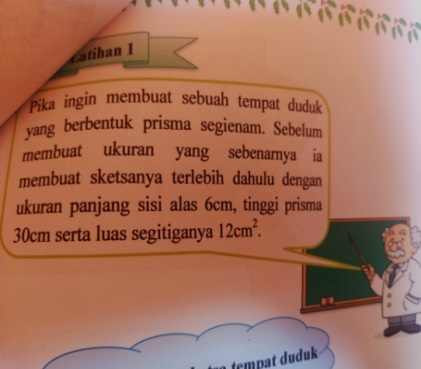 Latihan 1
Pika ingin membuat sebuah tempat duduk
yang berbentuk prisma segienam. Sebelum
membuat ukuran yang sebenarnya ia
membuat sketsanya terlebih dahulu dengan
ukuran panjang sisi alas 6cm, tinggi prisma
30cm serta luas segitiganya 12cm².
tempat duduk